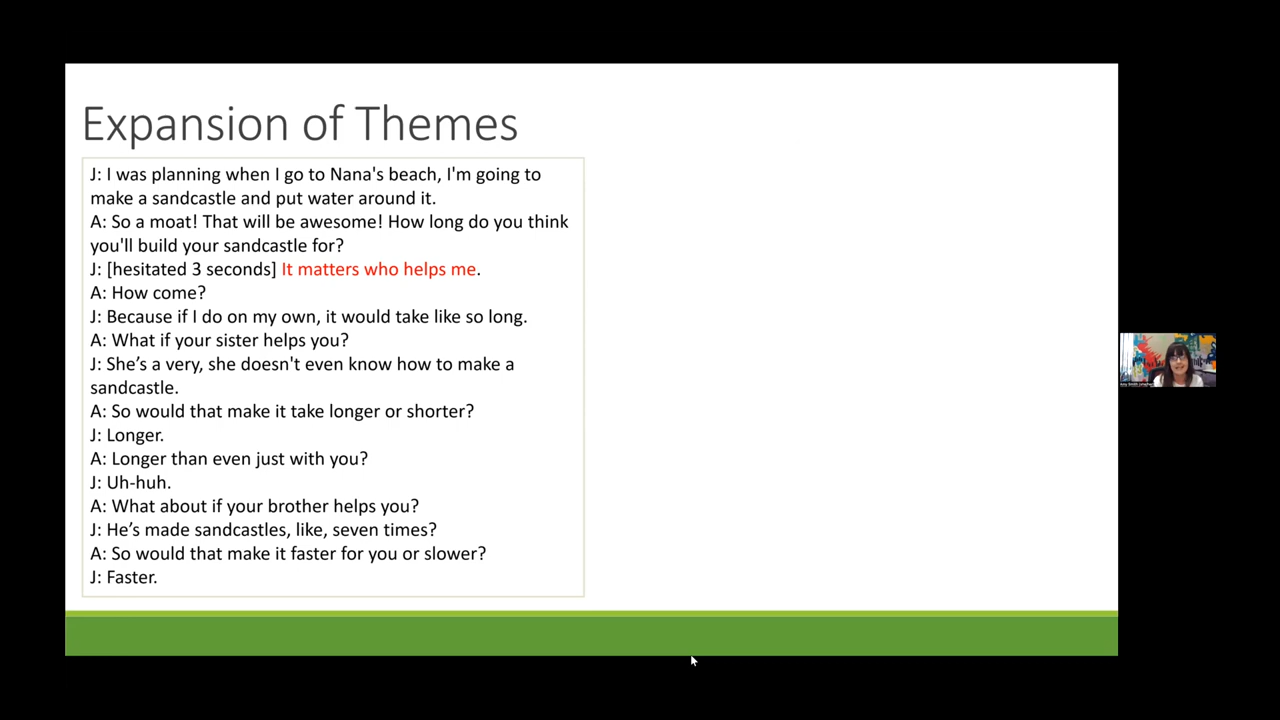 Expansion of Themes
J: I was planning when I go to Nana's beach, I'm going to
make a sandcastle and put water around it.
A: So a moat! That will be awesome! How long do you think
you'll build your sandcastle for?
J: [hesitated 3 seconds] It matters who helps me.
A: How come?
J: Because if I do on my own, it would take like so long.
A: What if your sister helps you?
J: She’s a very, she doesn't even know how to make a
sandcastle.
A: So would that make it take longer or shorter?
J: Longer.
A: Longer than even just with you?
J: Uh-huh.
A: What about if your brother helps you?
J: He’s made sandcastles, like, seven times?
A: So would that make it faster for you or slower?
J: Faster.